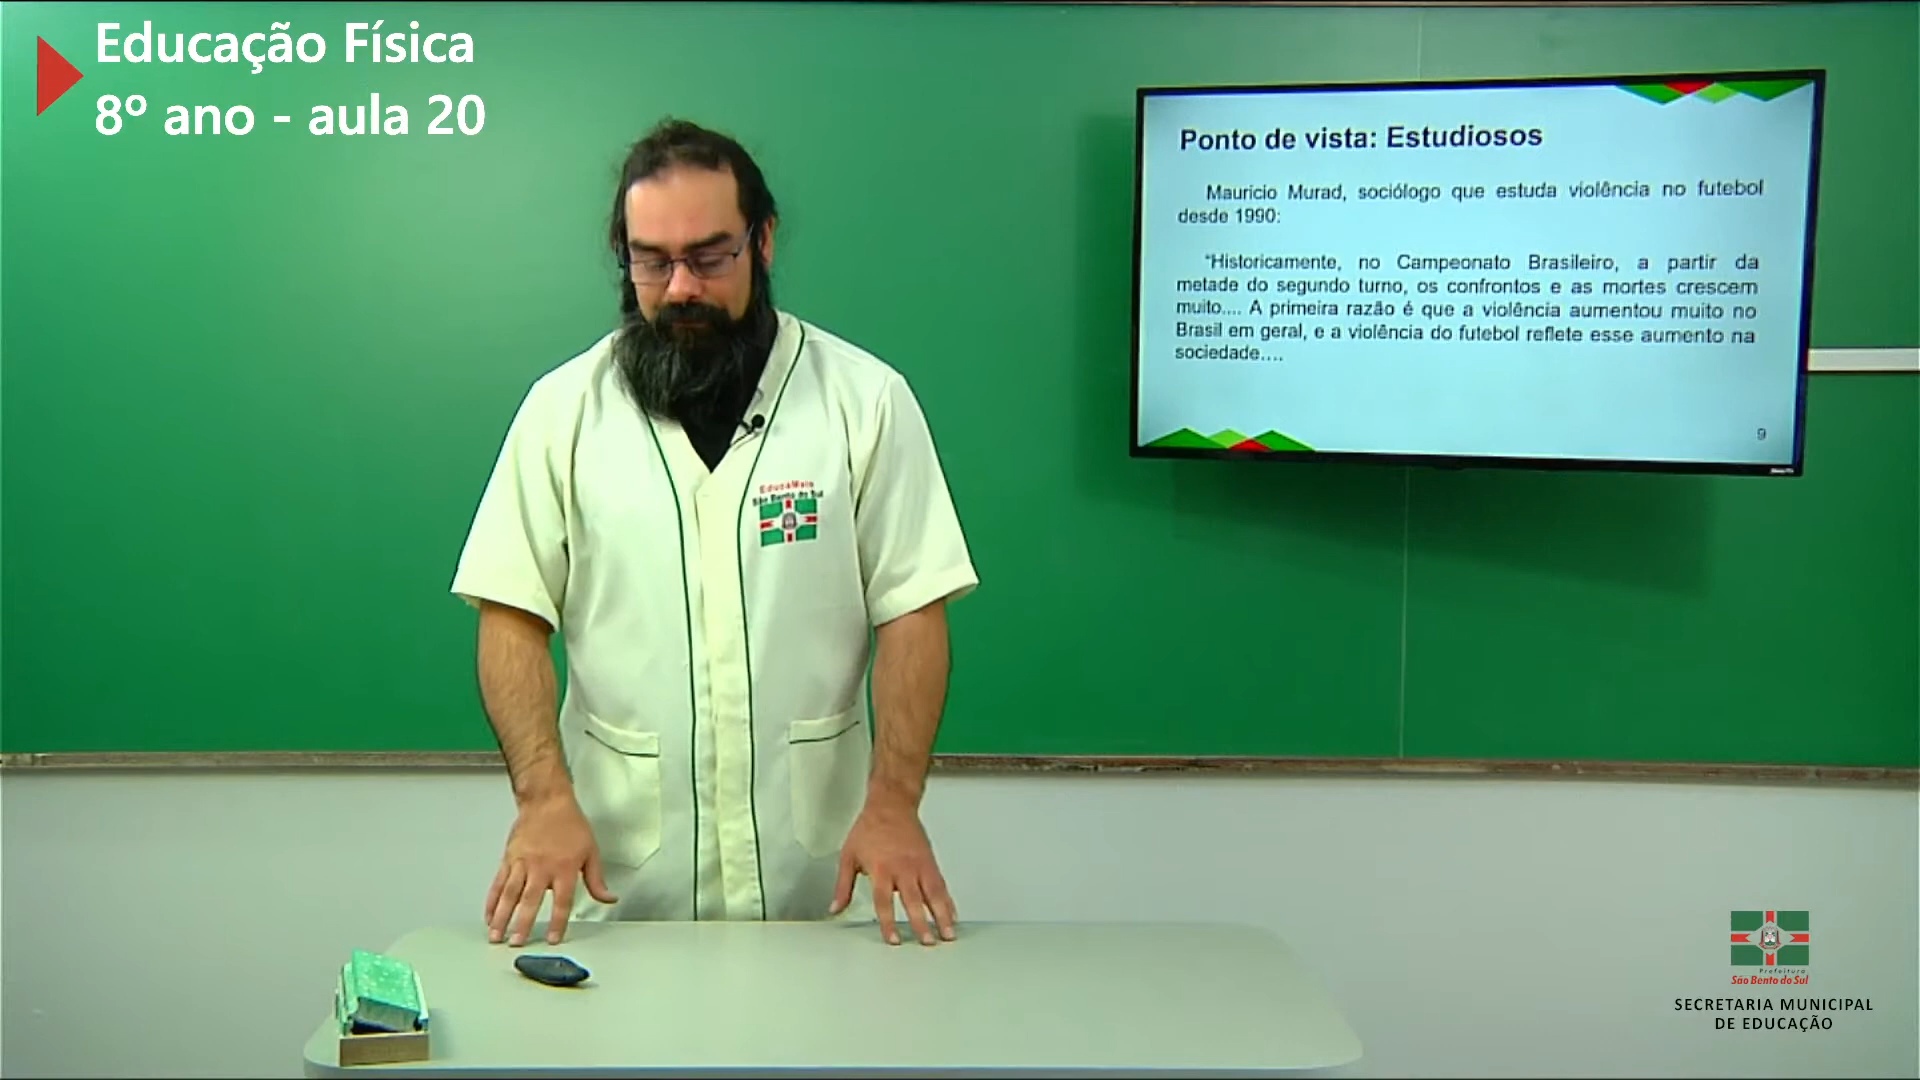 Educação Física
8º ano - aula 20
Ponto de vista: Estudiosos
Mauricio Murad, sociólogo que estuda violência no futebol
desde 1990:
“Historicamente, no Campeonato Brasileiro, a partir da
metade do segundo turno, os confrontos e as mortes crescem
muito.... A primeira razão é que a violência aumentou muito no
Brasil em geral, e a violência do futebol reflete esse aumento na
sociedade....
9
EducaMais
São Bento do Sul
Prefeitura
São Bento do Sul
SECRETARIA MUNICIPAL
DE EDUCAÇÃO